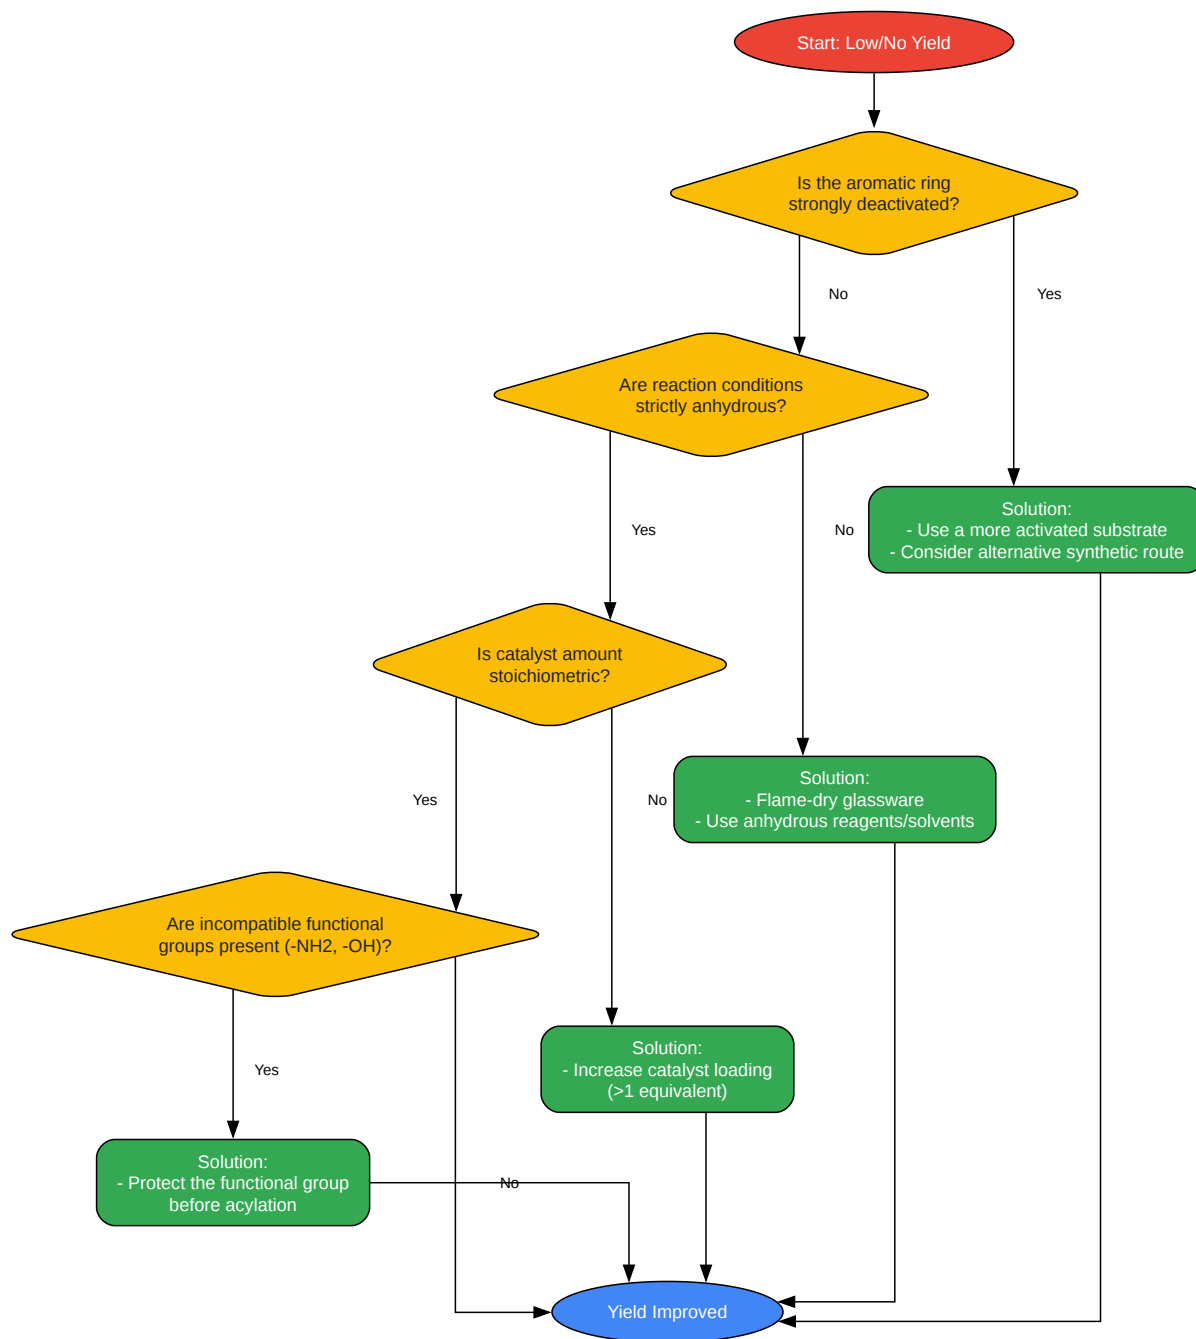 Start: Low/No Yield
Is the aromatic ring
strongly deactivated?
No
Yes
Are reaction conditions
strictly anhydrous?
Yes
No
Solution:
- Use a more activated substrate
- Consider alternative synthetic route
Is catalyst amount
stoichiometric?
Yes
No
Solution:
- Flame-dry glassware
- Use anhydrous reagents/solvents
Are incompatible functional
groups present (-NH2, -OH)?
Yes
Solution:
- Increase catalyst loading
(>1 equivalent)
Solution:
- Protect the functional group
before acylation
No
Yield Improved